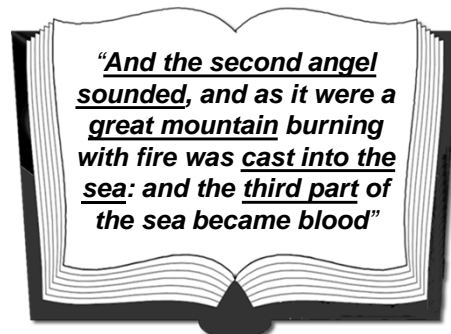 “And the second angel
sounded, and as it were a
great mountain burning
with fire was cast into the
sea: and the third part of
the sea became blood”